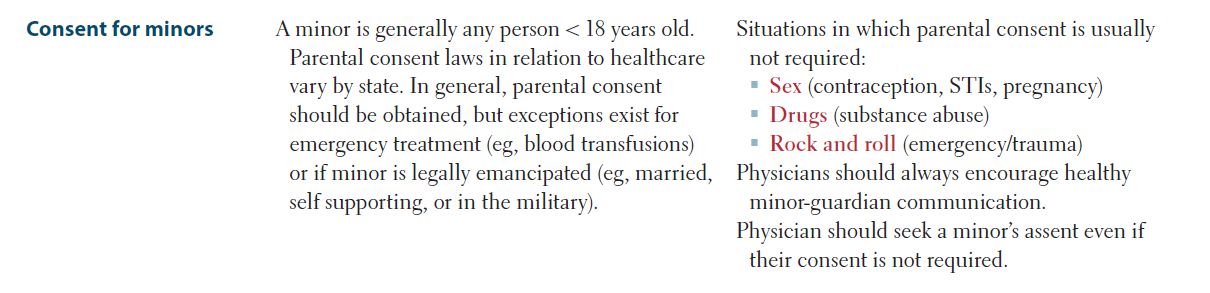 Consent for minors
A minor is generally any person < 18 years old.
Parental consent laws in relation to healthcare
vary by state. In general, parental consent
should be obtained, but exceptions exist for
emergency treatment (eg, blood transfusions)
or if minor is legally emancipated (eg, married,
self supporting, or in the military).
Situations in which parental consent is usually
not required:
▪ Sex (contraception, STIs, pregnancy)
▪ Drugs (substance abuse)
▪ Rock and roll (emergency/trauma)
Physicians should always encourage healthy
minor-guardian communication.
Physician should seek a minor’s assent even if
their consent is not required.